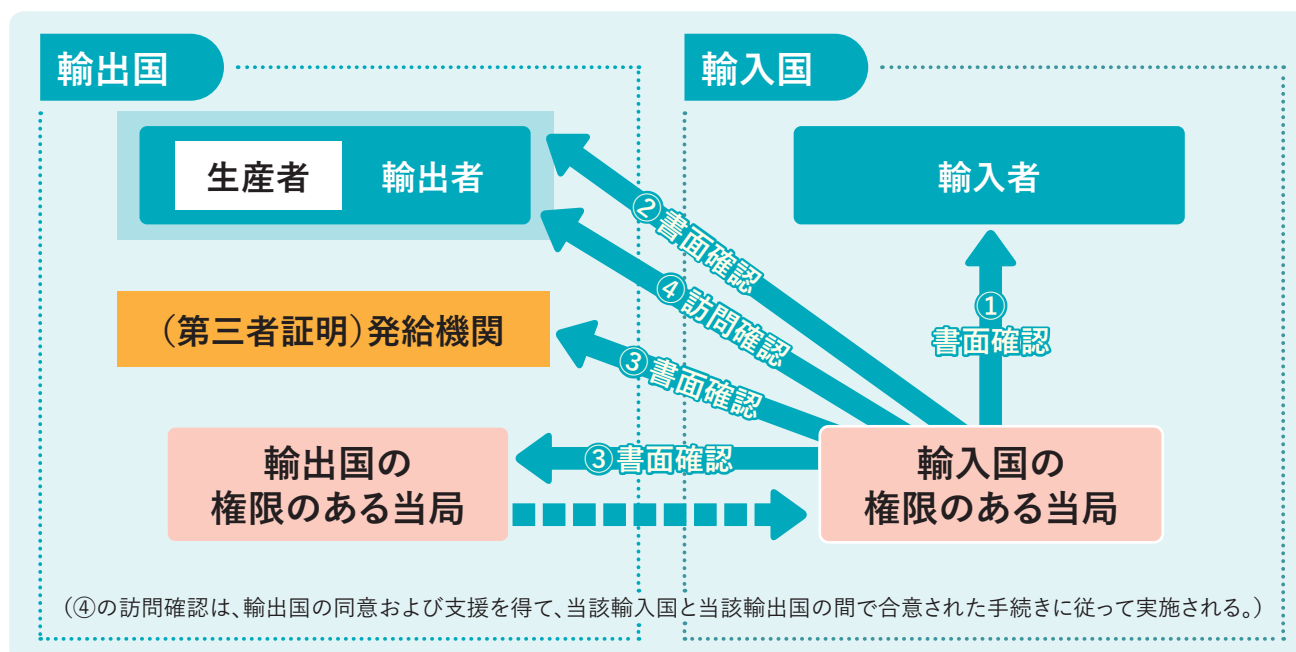 輸出国
輸入国
生産者
輸出者
輸入者
②書面確認
④訪問確認
①
書面確認
(第三者証明)発給機関
③書面確認
③書面確認
輸出国の
権限のある当局
輸入国の
権限のある当局
(④の訪問確認は、輸出国の同意および支援を得て、当該輸入国と当該輸出国の間で合意された手続きに従って実施される。)